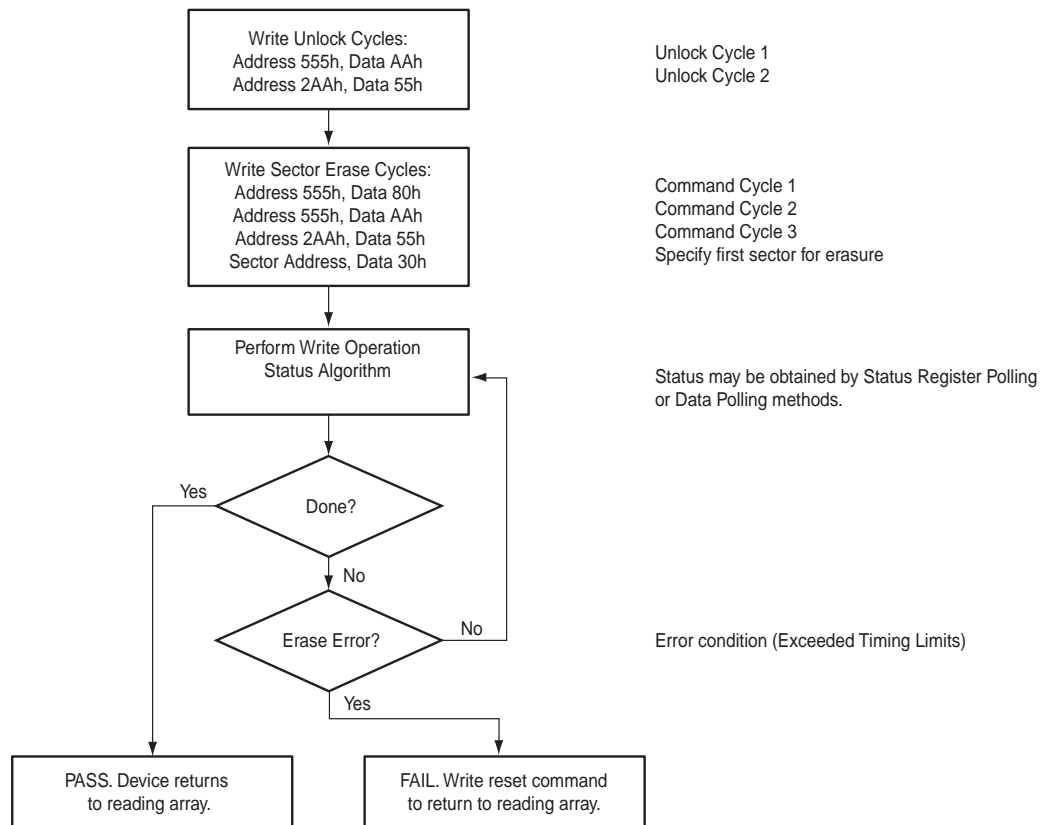 Write Unlock Cycles:
Address 555h, Data AAh
Address 2AAh, Data 55h
Unlock Cycle 1
Unlock Cycle 2
Write Sector Erase Cycles:
Address 555h, Data 80h
Address 555h, Data AAh
Address 2AAh, Data 55h
Sector Address, Data 30h
Command Cycle 1
Command Cycle 2
Command Cycle 3
Specify first sector for erasure
Perform Write Operation
Status Algorithm
Status may be obtained by Status Register Polling
or Data Polling methods.
Yes
Done?
No
Erase Error?
No
Error condition (Exceeded Timing Limits)
Yes
PASS. Device returns
to reading array.
FAIL. Write reset command
to return to reading array.